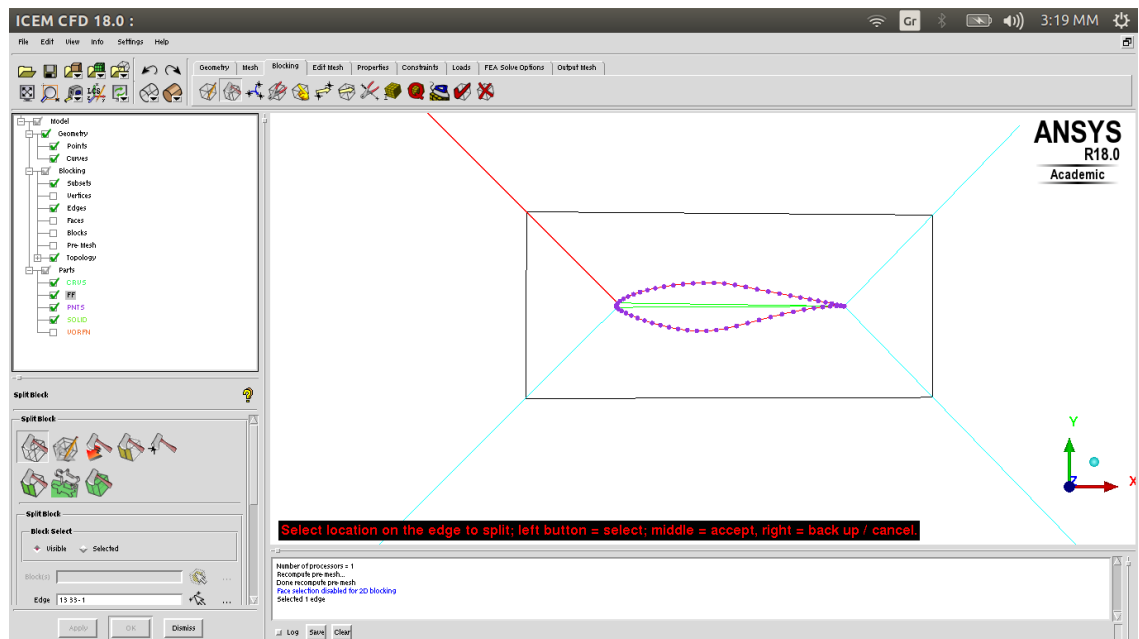 ICEM CFD 18.0 :
Gr
3:19 MM
File Edit View Info Settings Help
Geometry Mesh Blocking Edit Mesh Properties Constraints Loads FEA Solve Options Output Mesh
LCS
Model
Geometry
Points
Curves
Blocking
Subsets
Vertices
Edges
Faces
Blocks
Pre-Mesh
Topology
Parts
CRVS
FF
PNTS
SOLID
VORFN
ANSYS
R18.0
Academic
Y
Z
X
Split Block
Split Block
Split Block
Block Select
Visible Selected
Block(s) ...
Edge 13 33-1 ...
Apply OK Dismiss
Select location on the edge to split; left button = select; middle = accept, right = back up / cancel.
Number of processors = 1
Recompute pre-mesh...
Done recompute pre-mesh
Face selection disabled for 2D blocking
Selected 1 edge
Log Save Clear